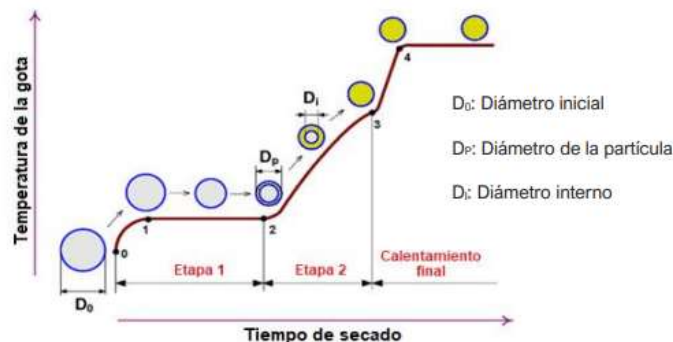 Temperatura de la gota
4
3
D₀: Diámetro inicial
Dᵢ
Dₚ
Dₚ: Diámetro de la partícula
Dᵢ: Diámetro interno
1
2
0
Etapa 1
Etapa 2
Calentamiento
final
D₀
Tiempo de secado